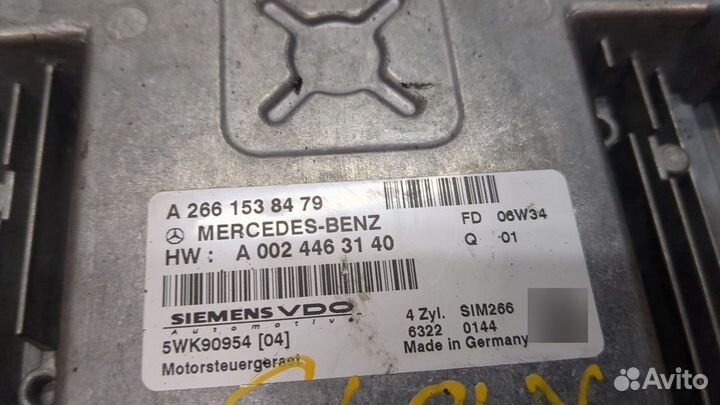 A 266 153 84 79
MERCEDES-BENZ
FD 06W34
HW : A 002 446 31 40
Q 01
SIEMENS VDO
Automotive
4 Zyl. SIM266
5WK90954 [04]
6322 0144
Motorsteuergeraet
Made in Germany
Avito